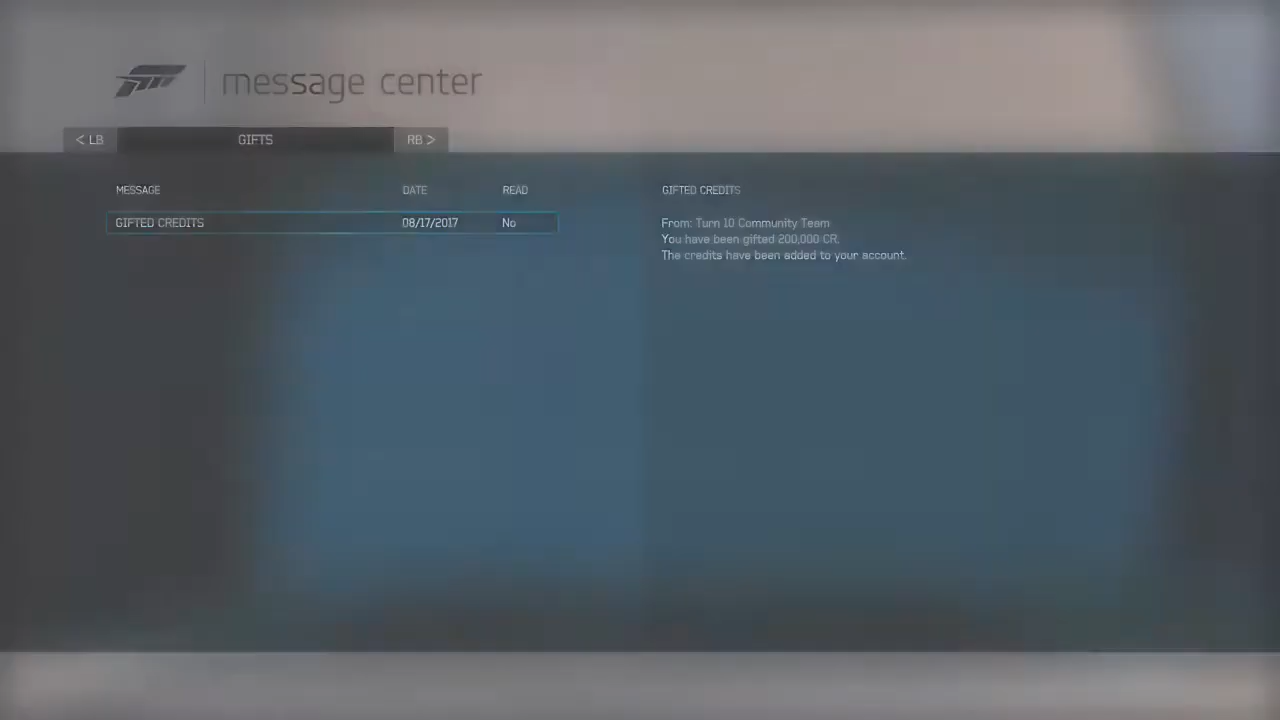 message center
< LB GIFTS RB >
MESSAGE DATE READ
GIFTED CREDITS 08/17/2017 No
GIFTED CREDITS
From: Turn 10 Community Team
You have been gifted 200,000 CR.
The credits have been added to your account.